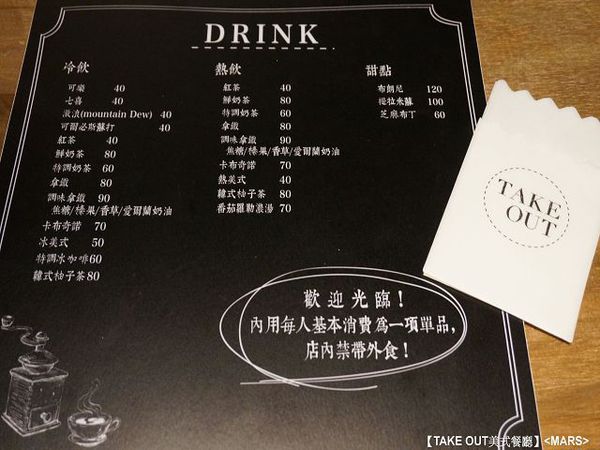 DRINK
冷飲
可樂 40
七喜 40
激浪(mountain Dew) 40
可爾必斯蘇打 40
紅茶 40
鮮奶茶 80
特調奶茶 60
拿鐵 80
調味拿鐵 90
焦糖/榛果/香草/愛爾蘭奶油
卡布奇諾 70
冰美式 50
特調冰咖啡60
韓式柚子茶80
熱飲
紅茶 40
鮮奶茶 80
特調奶茶 60
拿鐵 80
調味拿鐵 90
焦糖/榛果/香草/愛爾蘭奶油
卡布奇諾 70
熱美式 40
韓式柚子茶 80
番茄羅勒濃湯 70
甜點
布朗尼 120
提拉米蘇 100
芝麻布丁 60
歡迎光臨！
內用每人基本消費為一項單品，
店內禁帶外食！
TAKE
OUT
【TAKE OUT美式餐廳】<MARS>